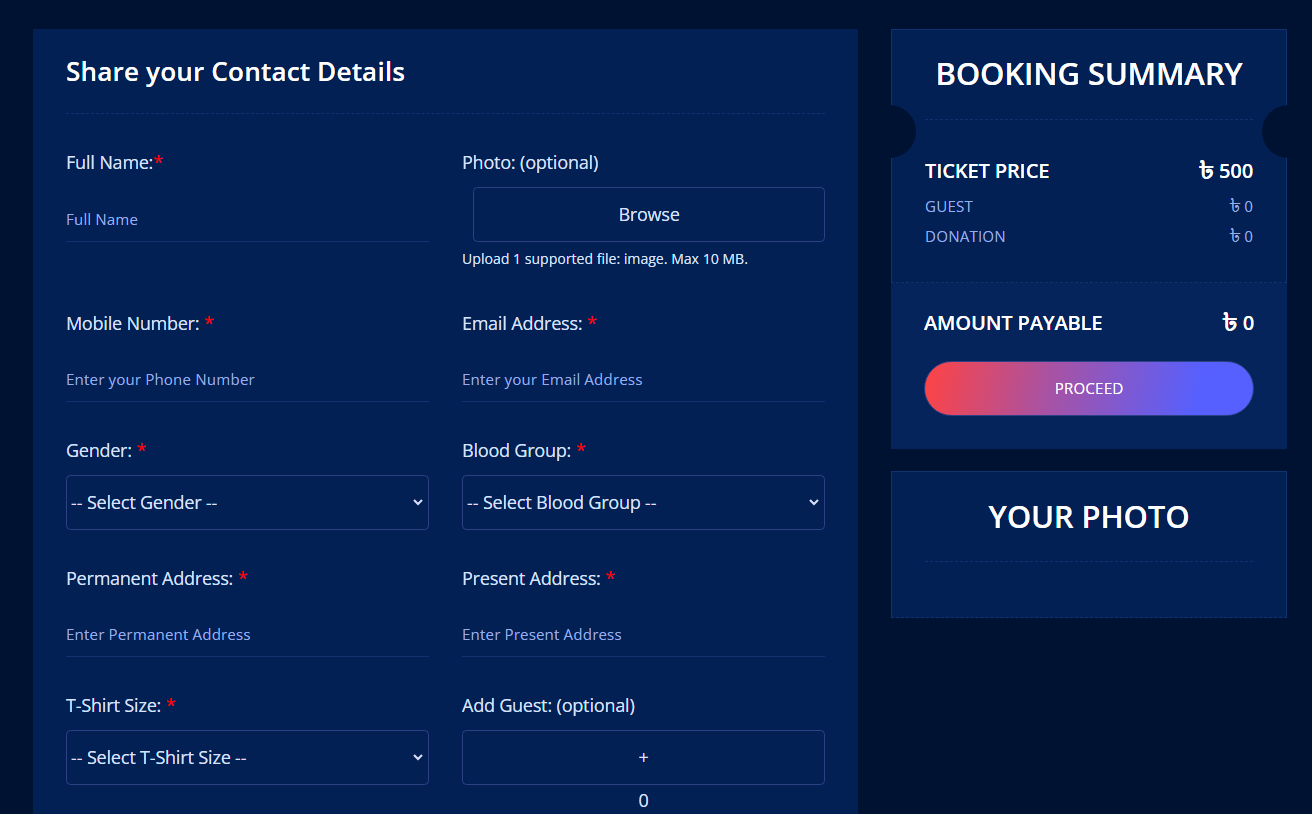 Share your Contact Details
Full Name:*
Full Name
Photo: (optional)
Browse
Upload 1 supported file: image. Max 10 MB.
Mobile Number: *
Enter your Phone Number
Email Address: *
Enter your Email Address
Gender: *
-- Select Gender --
Blood Group: *
-- Select Blood Group --
Permanent Address: *
Enter Permanent Address
Present Address: *
Enter Present Address
T-Shirt Size: *
-- Select T-Shirt Size --
Add Guest: (optional)
+
0
BOOKING SUMMARY
TICKET PRICE ৳ 500
GUEST ৳ 0
DONATION ৳ 0
AMOUNT PAYABLE ৳ 0
PROCEED
YOUR PHOTO